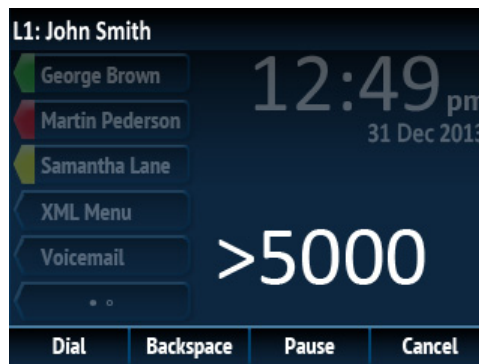 L1: John Smith
George Brown
12:49 pm
Martin Pederson
31 Dec 2013
Samantha Lane
XML Menu
Voicemail
>5000
Dial Backspace Pause Cancel